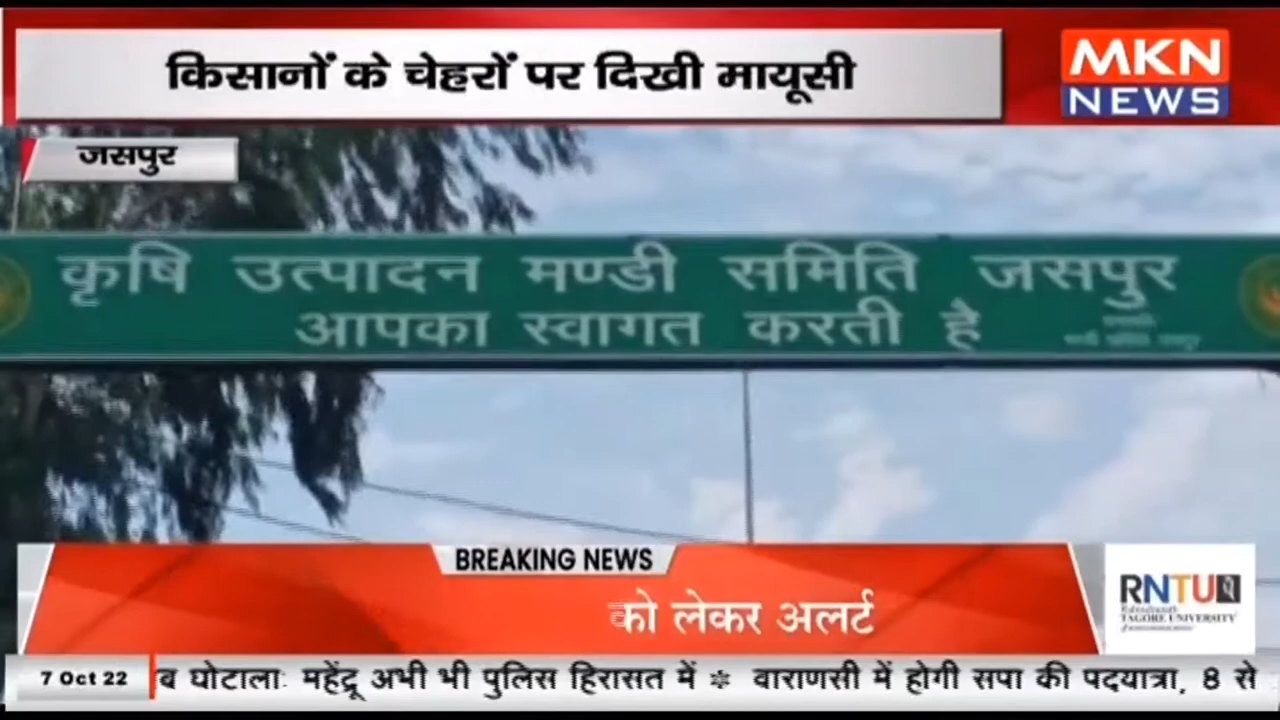 किसानों के चेहरों पर दिखी मायूसी
MKN
NEWS
जसपुर
कृषि उत्पादन मण्डी समिति जसपुर
आपका स्वागत करती है
BREAKING NEWS
को लेकर अलर्ट
RNTU
TAGORE UNIVERSITY
7 Oct 22
घोटाला: महेंद्रू अभी भी पुलिस हिरासत में * वाराणसी में होगी सपा की पदयात्रा, 8 से